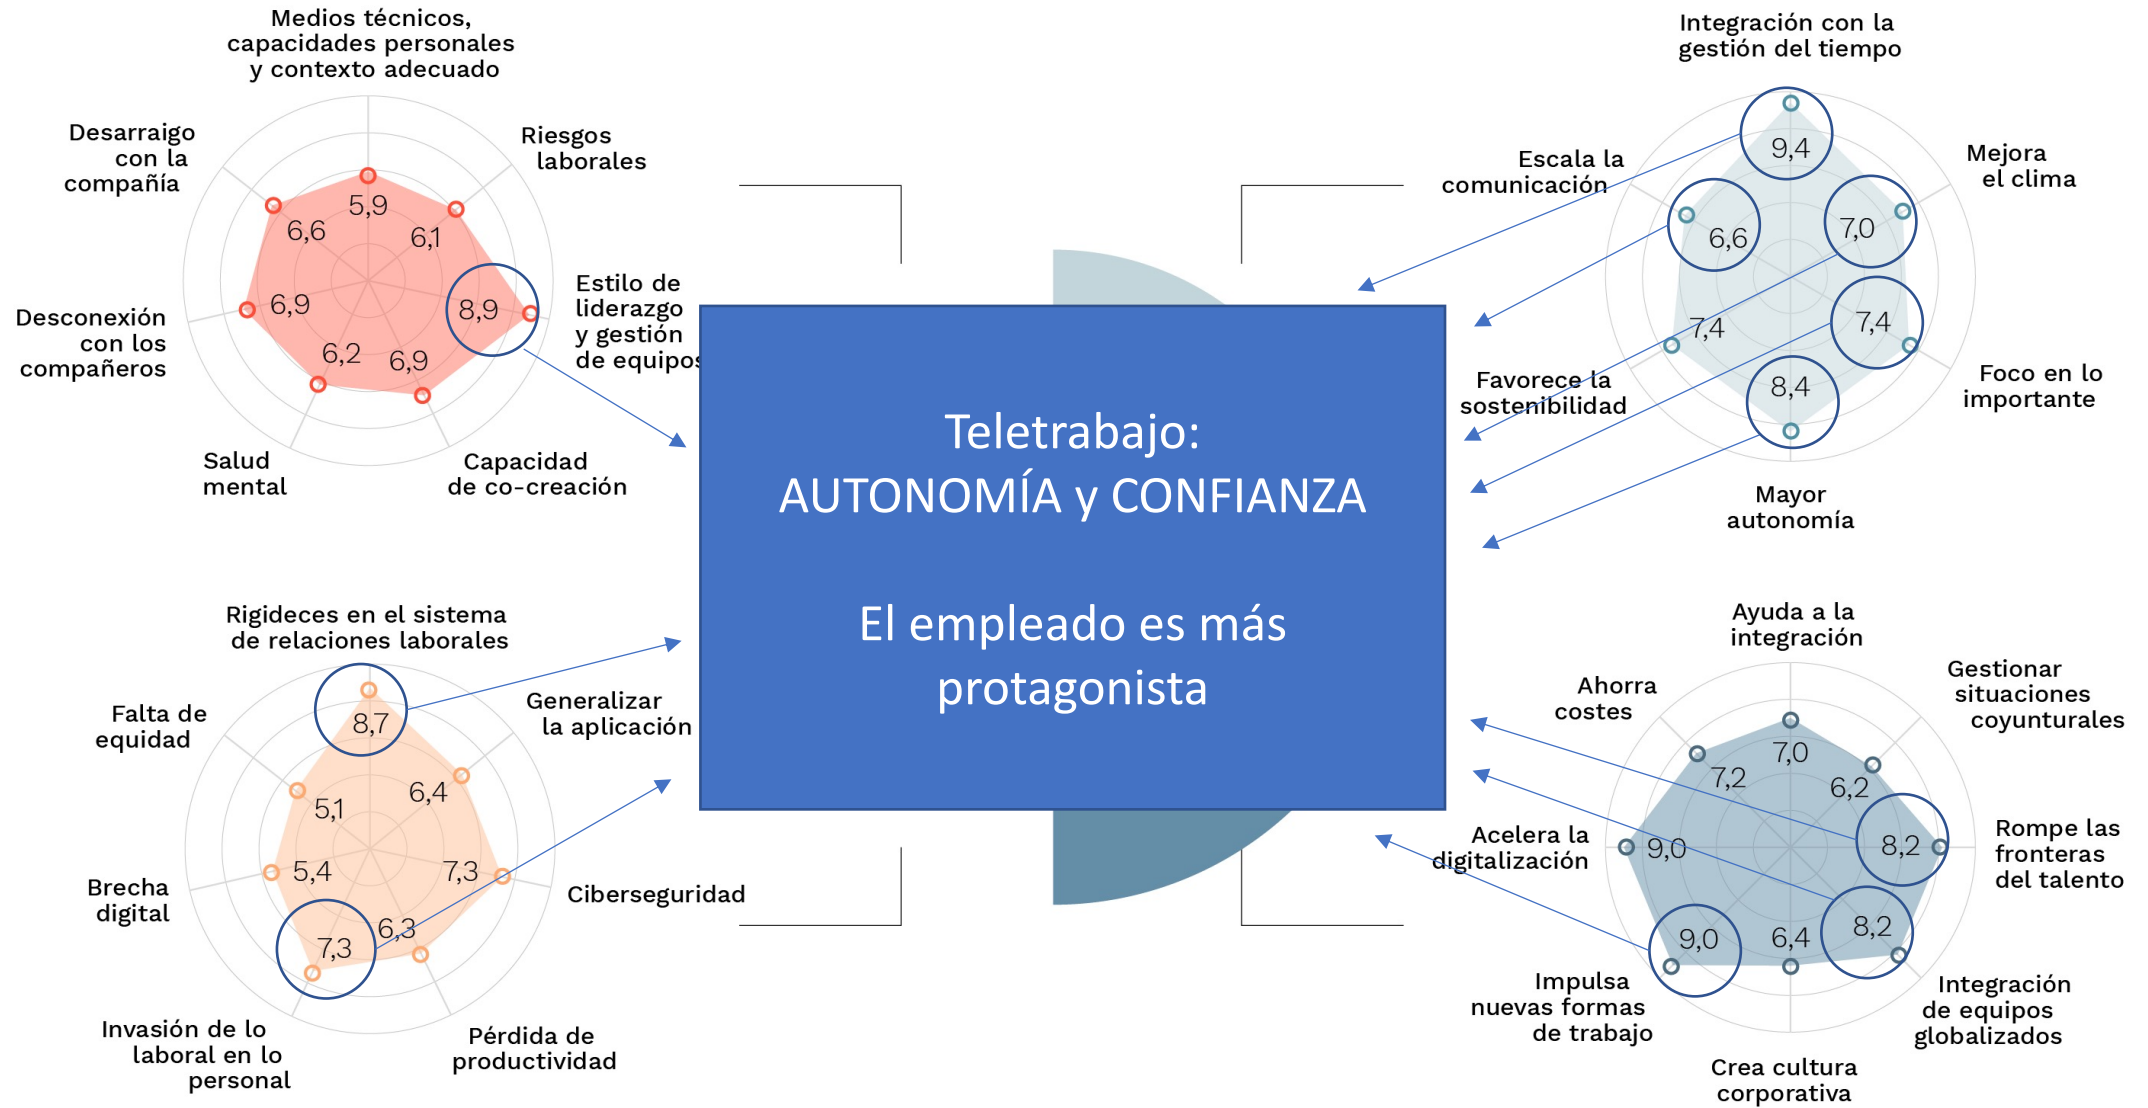 Medios técnicos,
capacidades personales
y contexto adecuado
Desarraigo
con la
compañía
Riesgos
laborales
5,9
6,6
6,1
Estilo de
liderazgo
y gestión
de equipos
8,9
6,9
Desconexión
con los
compañeros
6,2
6,9
Salud
mental
Capacidad
de co-creación
Integración con la
gestión del tiempo
Escala la
comunicación
Mejora
el clima
9,4
6,6
7,0
7,4
7,4
Favorece la
sostenibilidad
8,4
Foco en lo
importante
Mayor
autonomía
Teletrabajo:
AUTONOMÍA y CONFIANZA
El empleado es más
protagonista
Rigideces en el sistema
de relaciones laborales
Falta de
equidad
Generalizar
la aplicación
8,7
5,1
6,4
5,4
7,3
Brecha
digital
Ciberseguridad
7,3
6,3
Invasión de lo
laboral en lo
personal
Pérdida de
productividad
Ayuda a la
integración
Ahorra
costes
Gestionar
situaciones
coyunturales
7,0
7,2
6,2
Acelera la
digitalización
9,0
8,2
Rompe las
fronteras
del talento
9,0
6,4
8,2
Impulsa
nuevas formas
de trabajo
Integración
de equipos
globalizados
Crea cultura
corporativa